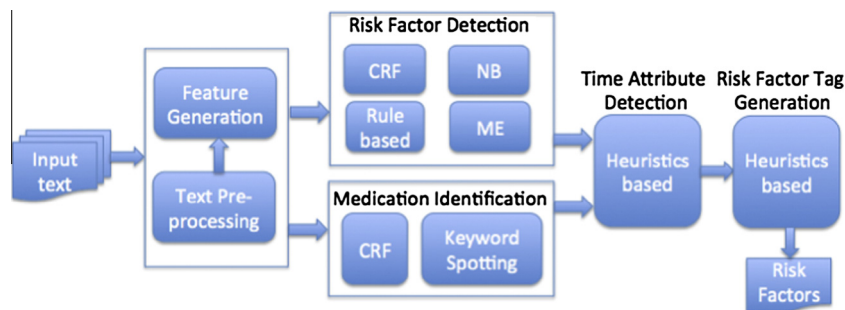 Input
text
Feature
Generation
Text Pre-
processing
Risk Factor Detection
CRF
NB
Rule
based
ME
Medication Identification
CRF
Keyword
Spotting
Time Attribute
Detection
Heuristics
based
Risk Factor Tag
Generation
Heuristics
based
Risk
Factors